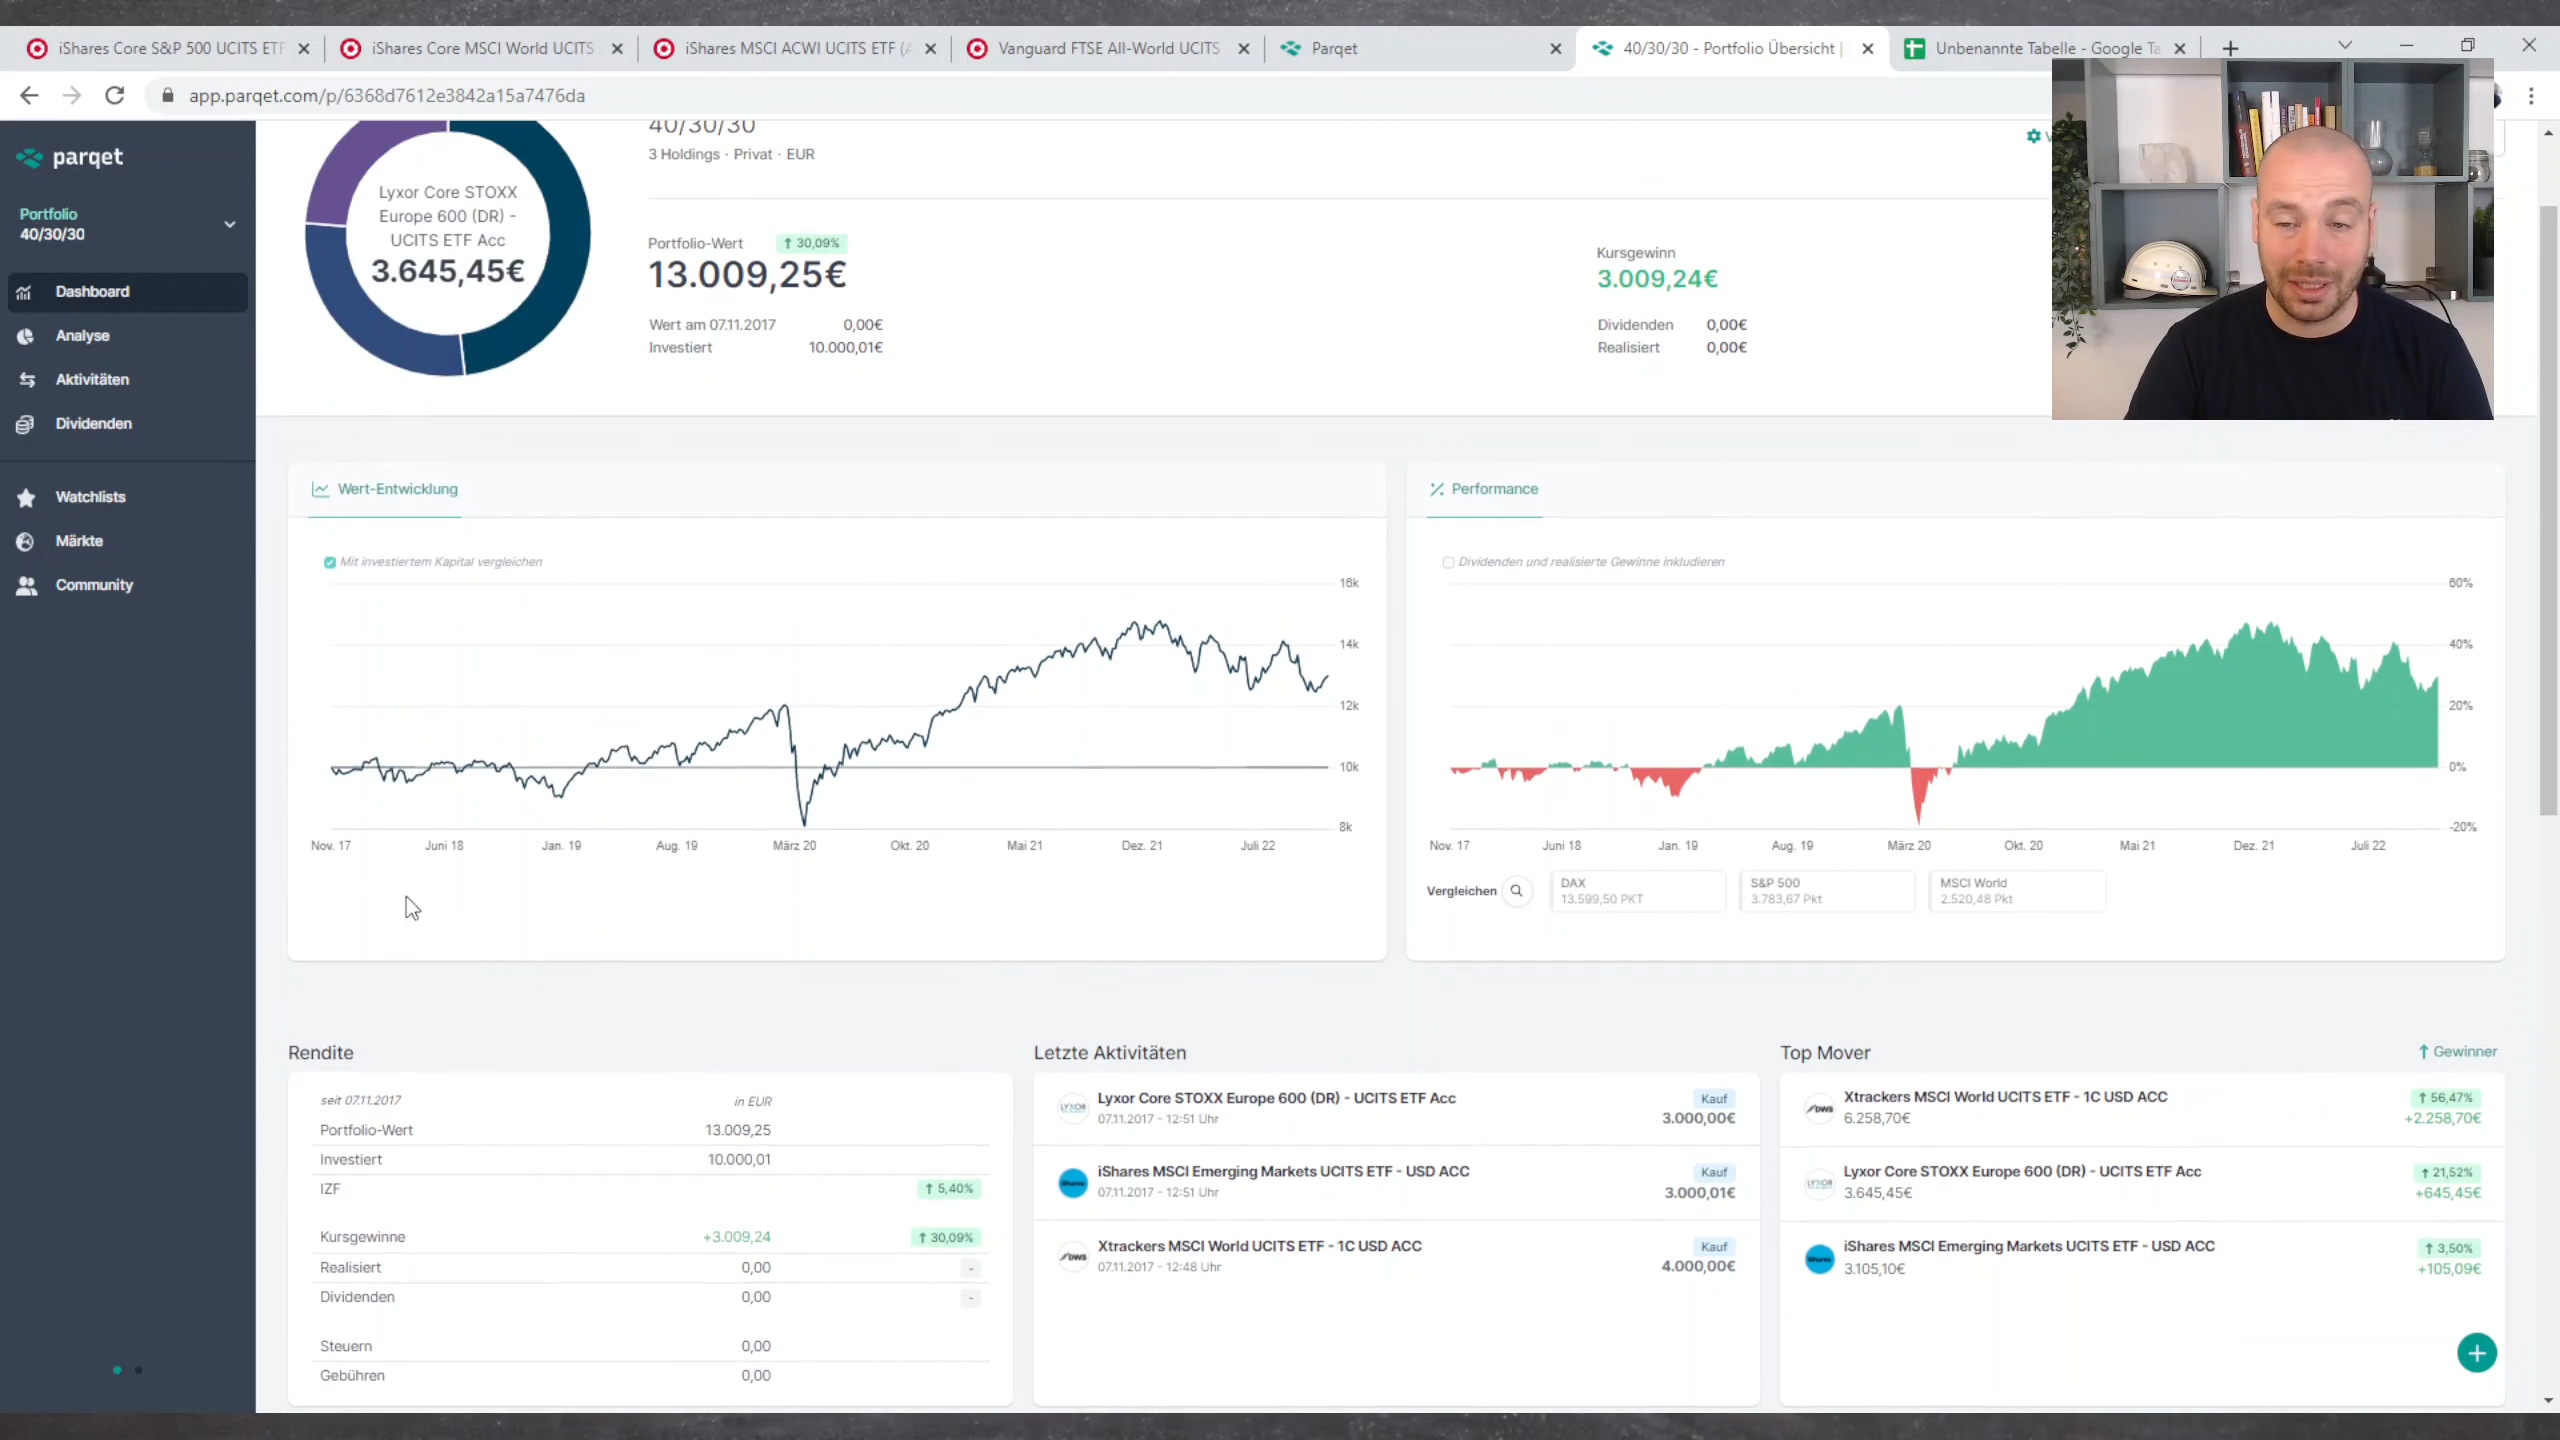 iShares Core S&P 500 UCITS ETF
iShares Core MSCI World UCITS
iShares MSCI ACWI UCITS ETF (A
Vanguard FTSE All-World UCITS
Parqet
40/30/30 - Portfolio Übersicht |
Unbenannte Tabelle - Google Ta
app.parqet.com/p/6368d7612e3842a15a7476da
parqet
Portfolio
40/30/30
Dashboard
Analyse
Aktivitäten
Dividenden
Watchlists
Märkte
Community
Lyxor Core STOXX
Europe 600 (DR) -
UCITS ETF Acc
3.645,45€
40/30/30
3 Holdings · Privat · EUR
Portfolio-Wert ↑ 30,09%
13.009,25€
Wert am 07.11.2017 0,00€
Investiert 10.000,01€
Kursgewinn
3.009,24€
Dividenden 0,00€
Realisiert 0,00€
Wert-Entwicklung
Mit investiertem Kapital vergleichen
16k
14k
12k
10k
8k
Nov. 17 Juni 18 Jan. 19 Aug. 19 März 20 Okt. 20 Mai 21 Dez. 21 Juli 22
Performance
Dividenden und realisierte Gewinne inkludieren
60%
40%
20%
0%
-20%
Nov. 17 Juni 18 Jan. 19 Aug. 19 März 20 Okt. 20 Mai 21 Dez. 21 Juli 22
Vergleichen
DAX
13.599,50 PKT
S&P 500
3.783,67 Pkt
MSCI World
2.520,48 Pkt
Rendite
seit 07.11.2017 in EUR
Portfolio-Wert 13.009,25
Investiert 10.000,01
IZF ↑ 5,40%
Kursgewinne +3.009,24 ↑ 30,09%
Realisiert 0,00 -
Dividenden 0,00 -
Steuern 0,00
Gebühren 0,00
Letzte Aktivitäten
LYXOR
Lyxor Core STOXX Europe 600 (DR) - UCITS ETF Acc Kauf
07.11.2017 - 12:51 Uhr 3.000,00€
iShares MSCI Emerging Markets UCITS ETF - USD ACC Kauf
07.11.2017 - 12:51 Uhr 3.000,01€
DWS
Xtrackers MSCI World UCITS ETF - 1C USD ACC Kauf
07.11.2017 - 12:48 Uhr 4.000,00€
Top Mover ↑ Gewinner
DWS
Xtrackers MSCI World UCITS ETF - 1C USD ACC ↑ 56,47%
6.258,70€ +2.258,70€
LYXOR
Lyxor Core STOXX Europe 600 (DR) - UCITS ETF Acc ↑ 21,52%
3.645,45€ +645,45€
iShares MSCI Emerging Markets UCITS ETF - USD ACC ↑ 3,50%
3.105,10€ +105,09€